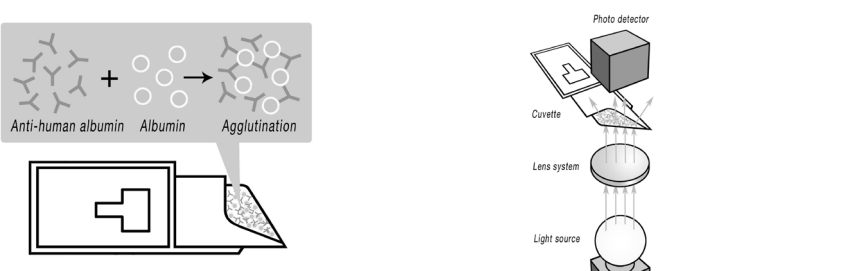 Anti-human albumin
+
Albumin
Agglutination
Photo detector
Cuvette
Lens system
Light source